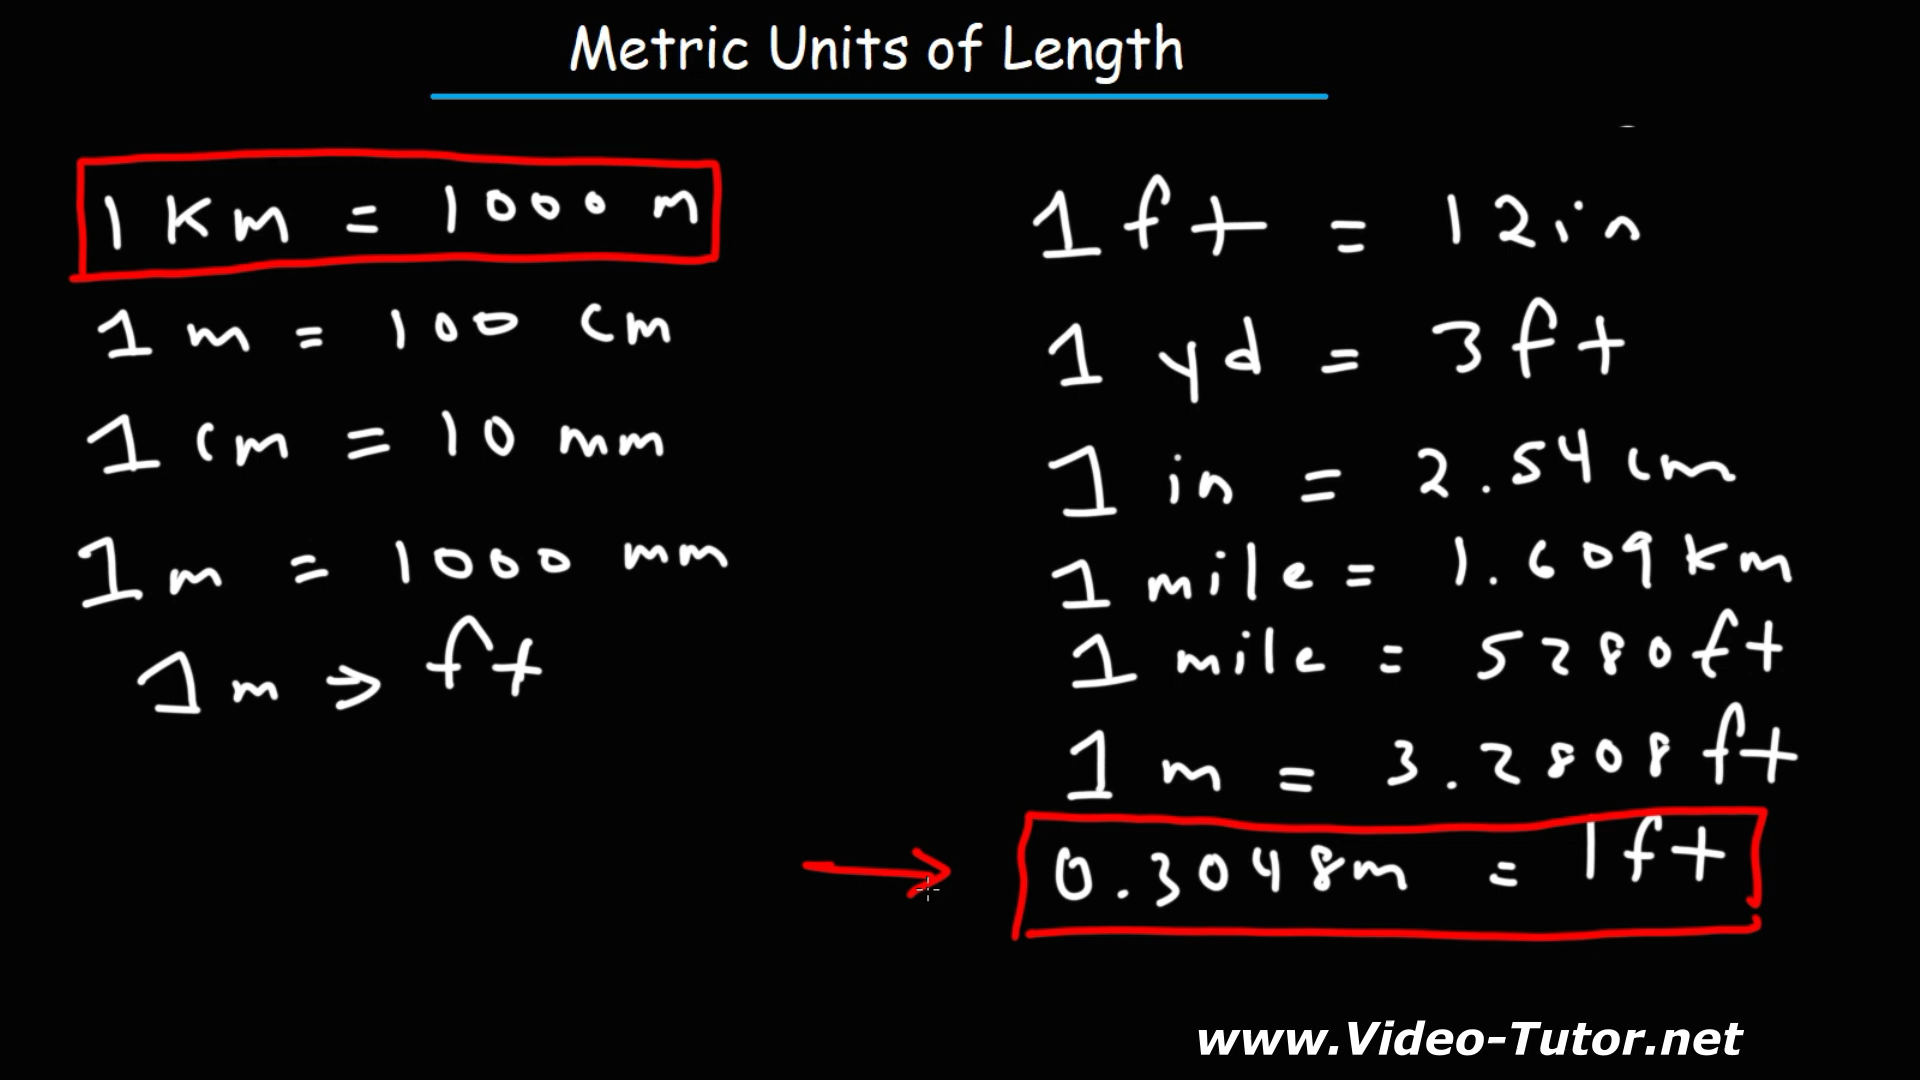 Metric Units of Length
1 Km = 1000 m
1 m = 100 cm
1 cm = 10 mm
1 m = 1000 mm
1 m → ft
1 ft = 12 in
1 yd = 3 ft
1 in = 2.54 cm
1 mile = 1.609 km
1 mile = 5280 ft
1 m = 3.2808 ft
0.3048 m = 1 ft
www.Video-Tutor.net